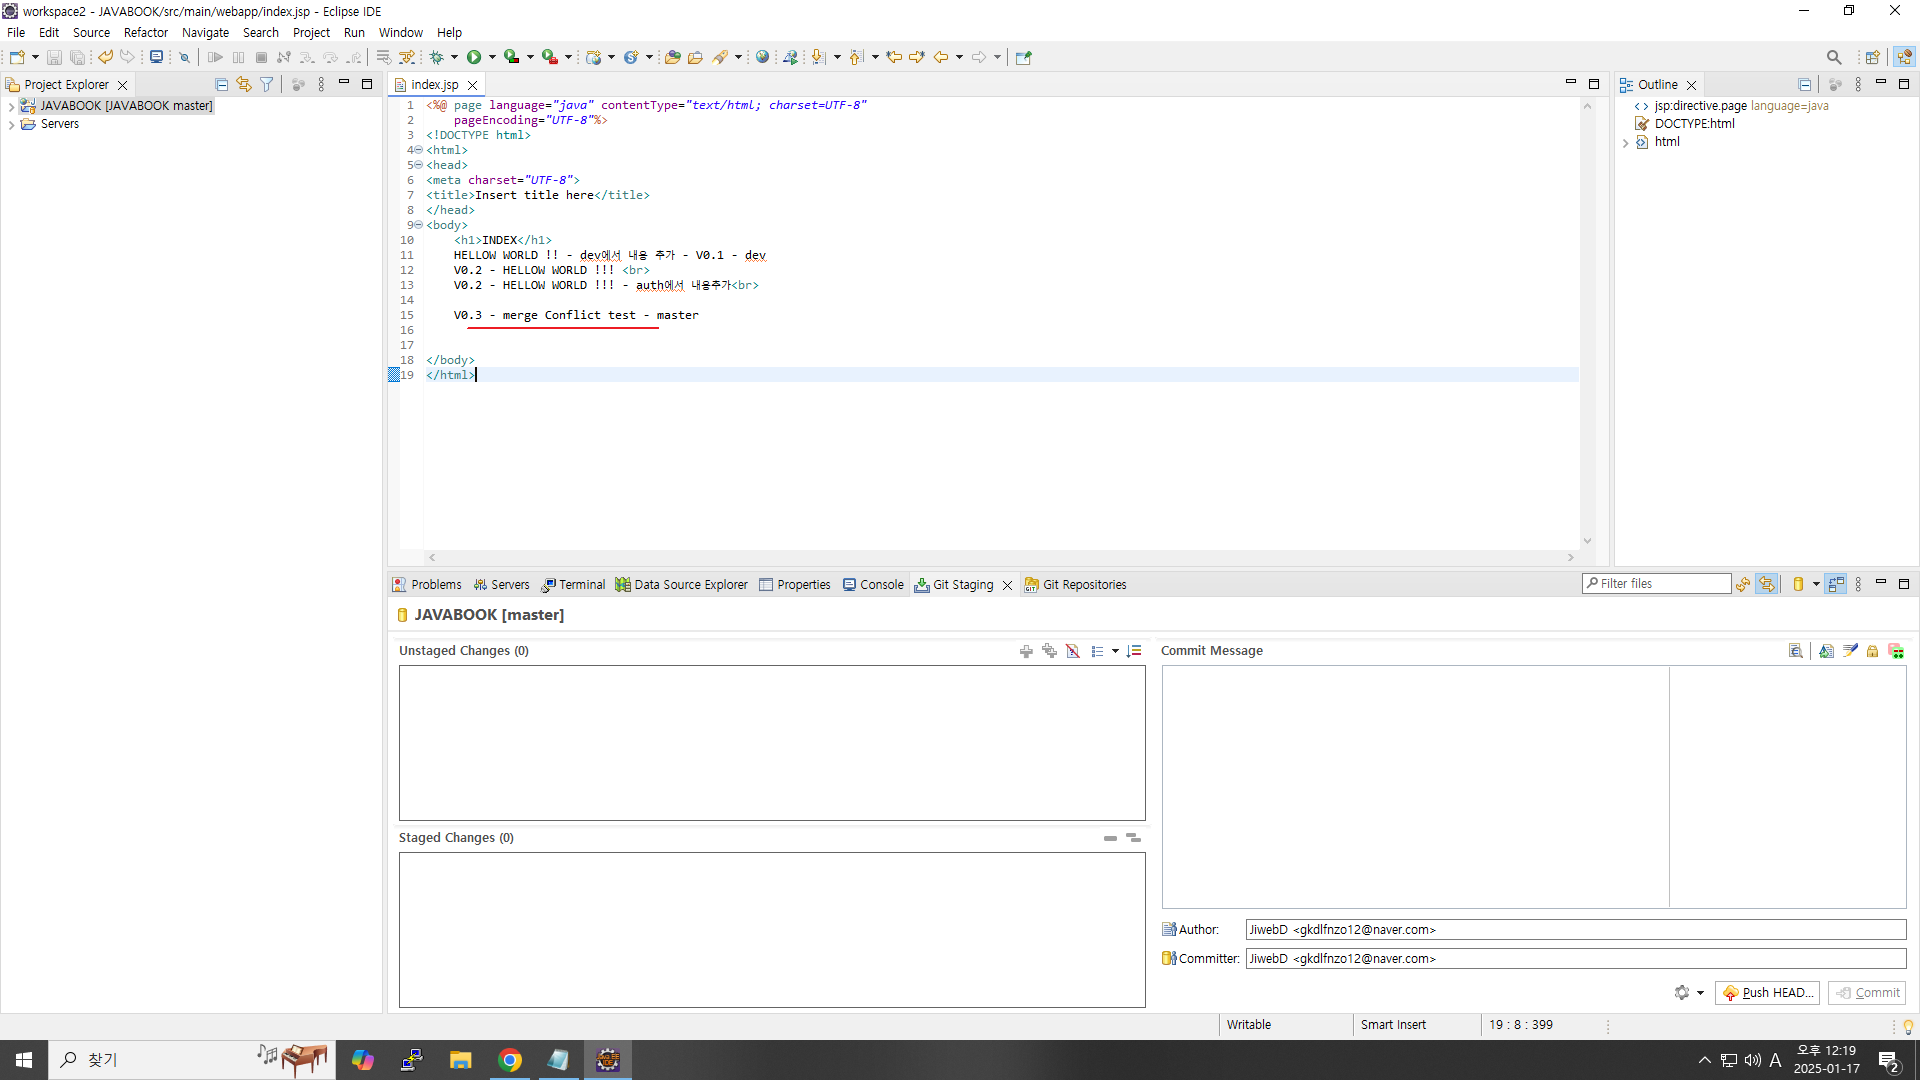 workspace2 - JAVABOOK/src/main/webapp/index.jsp - Eclipse IDE
File Edit Source Refactor Navigate Search Project Run Window Help
Project Explorer
JAVABOOK [JAVABOOK master]
Servers
index.jsp
1 <%@ page language="java" contentType="text/html; charset=UTF-8"
2 pageEncoding="UTF-8"%>
3 <!DOCTYPE html>
4 <html>
5 <head>
6 <meta charset="UTF-8">
7 <title>Insert title here</title>
8 </head>
9 <body>
10 <h1>INDEX</h1>
11 HELLOW WORLD !! - dev에서 내용 추가 - V0.1 - dev
12 V0.2 - HELLOW WORLD !!! <br>
13 V0.2 - HELLOW WORLD !!! - auth에서 내용추가<br>
14
15 V0.3 - merge Conflict test - master
16
17
18 </body>
19 </html>
Outline
jsp:directive.page language=java
DOCTYPE:html
html
Problems Servers Terminal Data Source Explorer Properties Console Git Staging Git Repositories
Filter files
JAVABOOK [master]
Unstaged Changes (0)
Staged Changes (0)
Commit Message
Author: JiwebD <gkdlfnzo12@naver.com>
Committer: JiwebD <gkdlfnzo12@naver.com>
Push HEAD... Commit
Writable Smart Insert 19 : 8 : 399
찾기
A 오후 12:19
2025-01-17
2